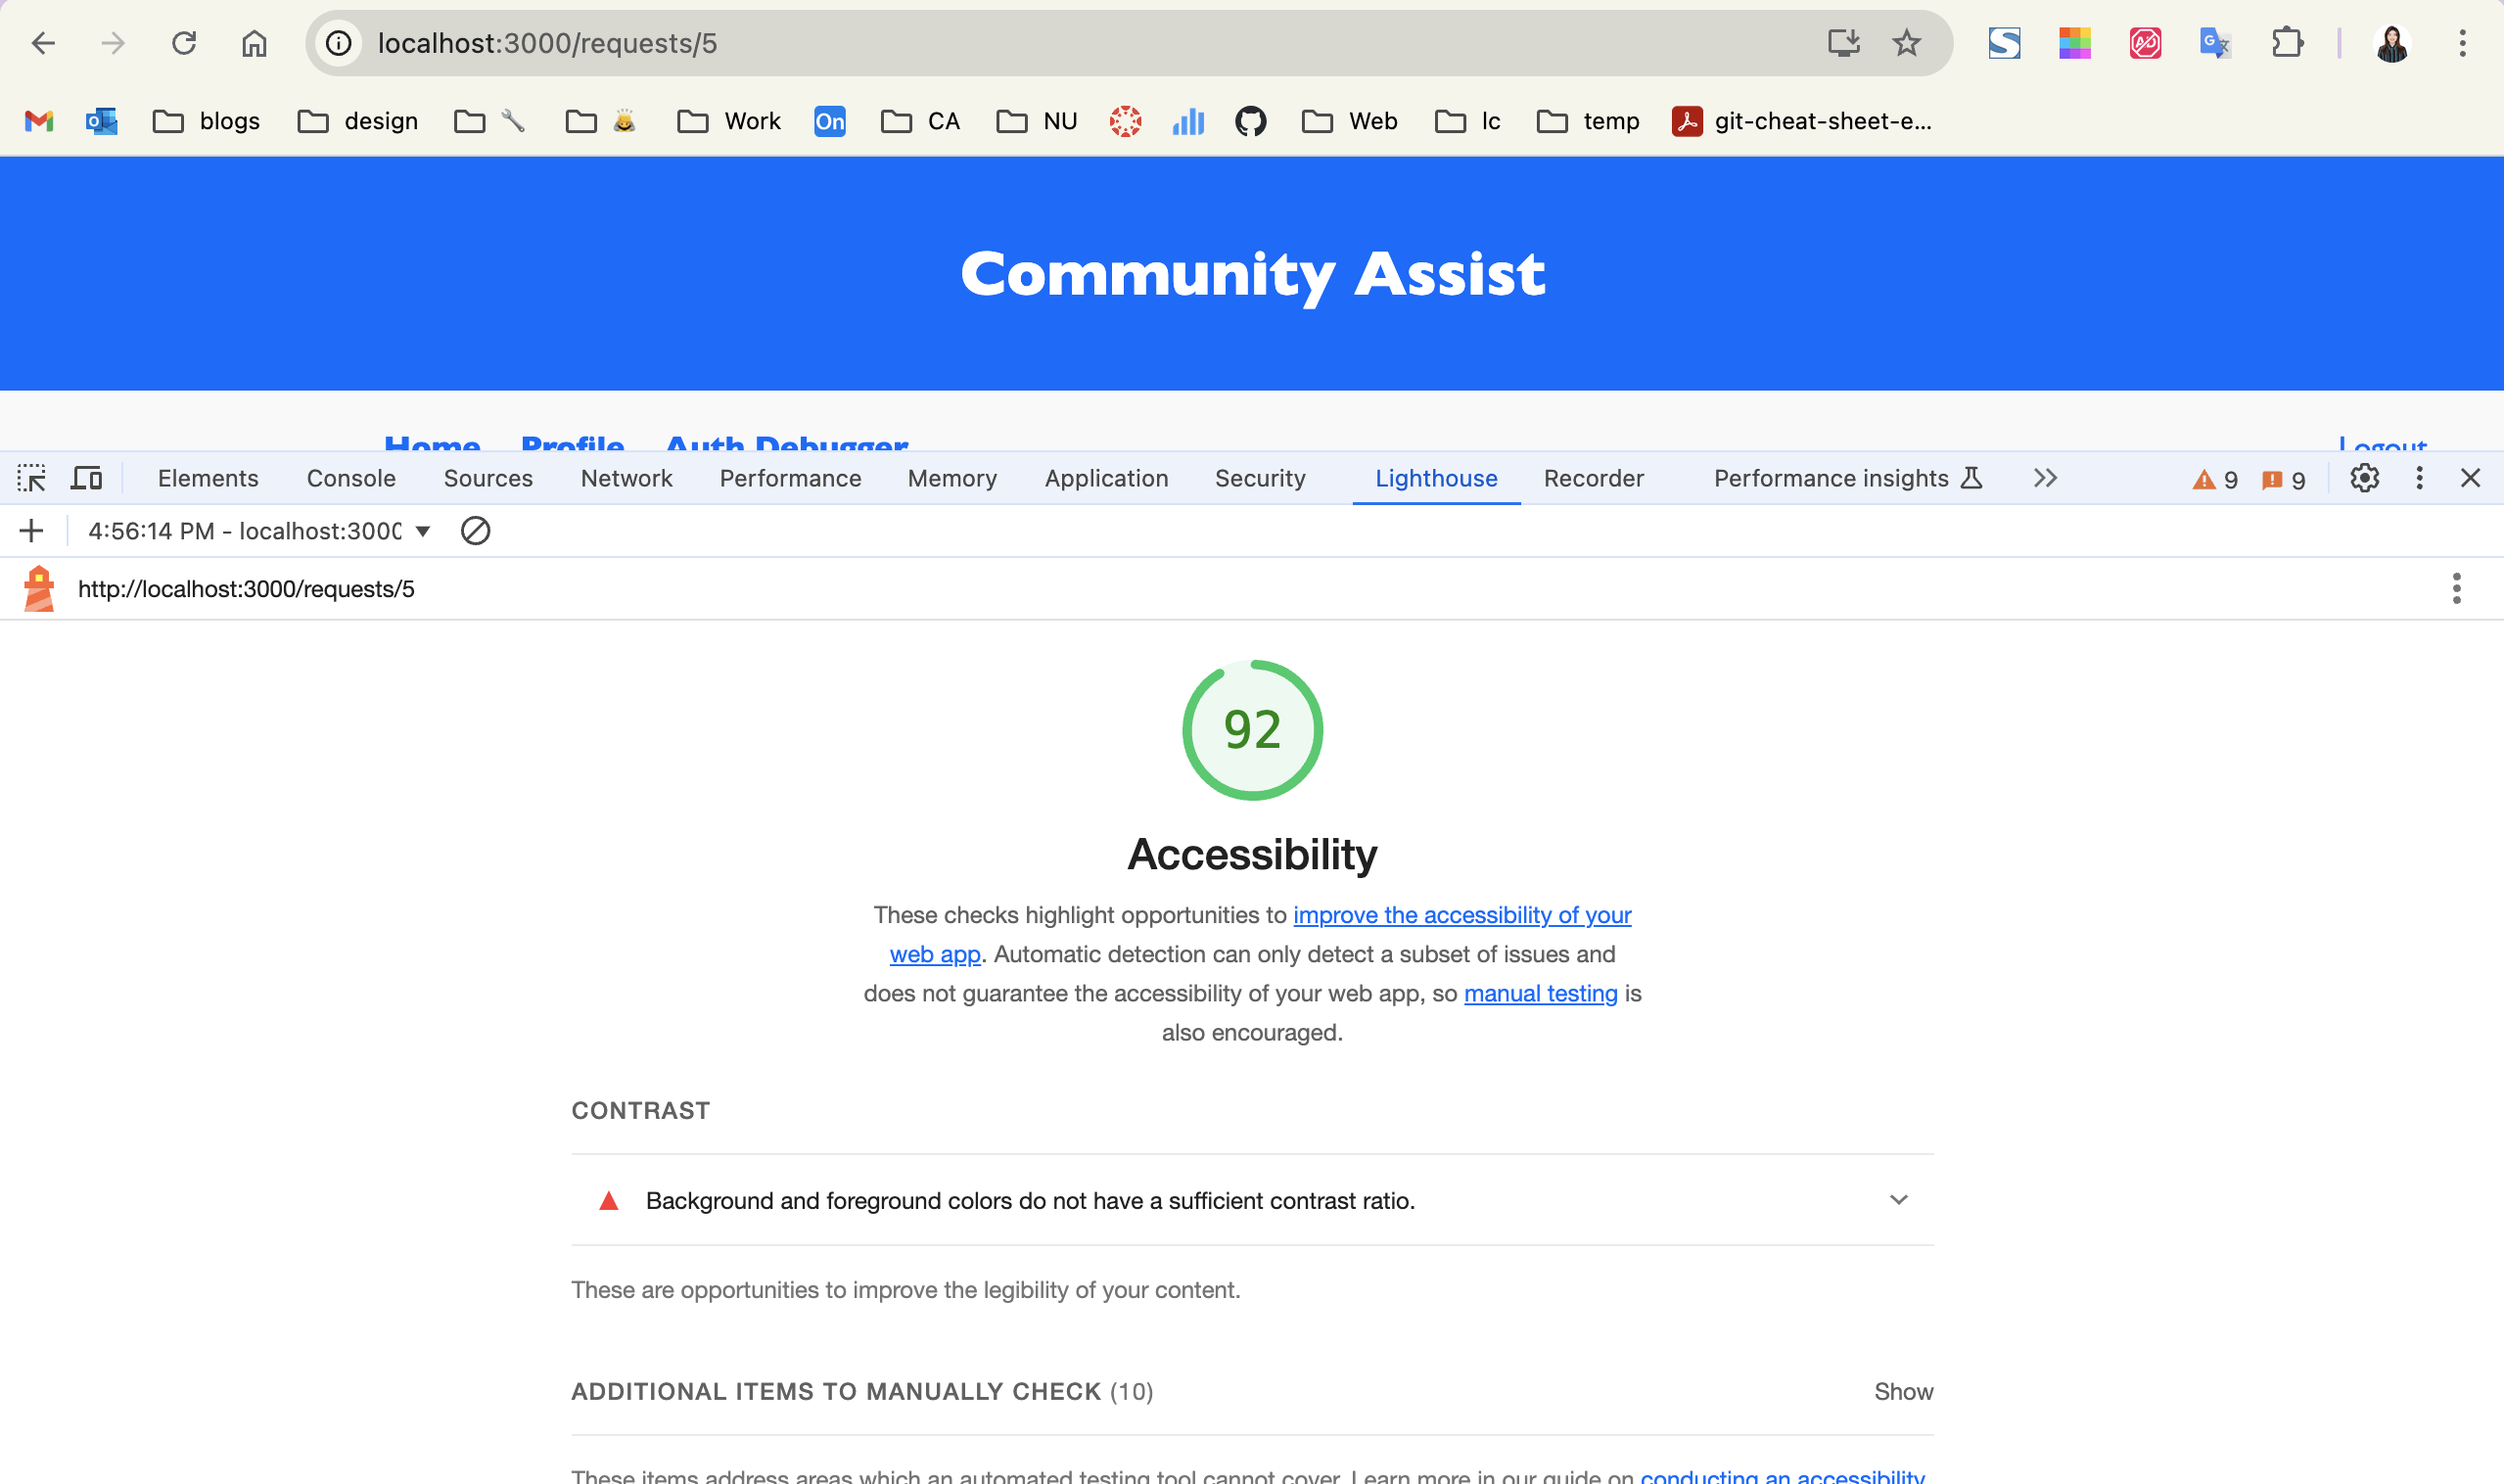 localhost:3000/requests/5
blogs design Work On CA NU Web lc temp git-cheat-sheet-e...
Community Assist
Home Profile Auth Debugger Logout
Elements Console Sources Network Performance Memory Application Security Lighthouse Recorder Performance insights 9 9
4:56:14 PM - localhost:3000
http://localhost:3000/requests/5
92
Accessibility
These checks highlight opportunities to improve the accessibility of your
web app. Automatic detection can only detect a subset of issues and
does not guarantee the accessibility of your web app, so manual testing is
also encouraged.
CONTRAST
Background and foreground colors do not have a sufficient contrast ratio.
These are opportunities to improve the legibility of your content.
ADDITIONAL ITEMS TO MANUALLY CHECK (10) Show
These items address areas which an automated testing tool cannot cover. Learn more in our guide on conducting an accessibility